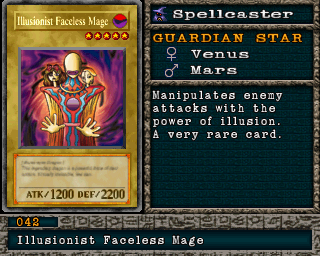 Illusionist Faceless Mage
ATK/1200 DEF/2200
Spellcaster
GUARDIAN STAR
♀ Venus
♂ Mars
Manipulates enemy
attacks with the
power of illusion.
A very rare card.
042
Illusionist Faceless Mage